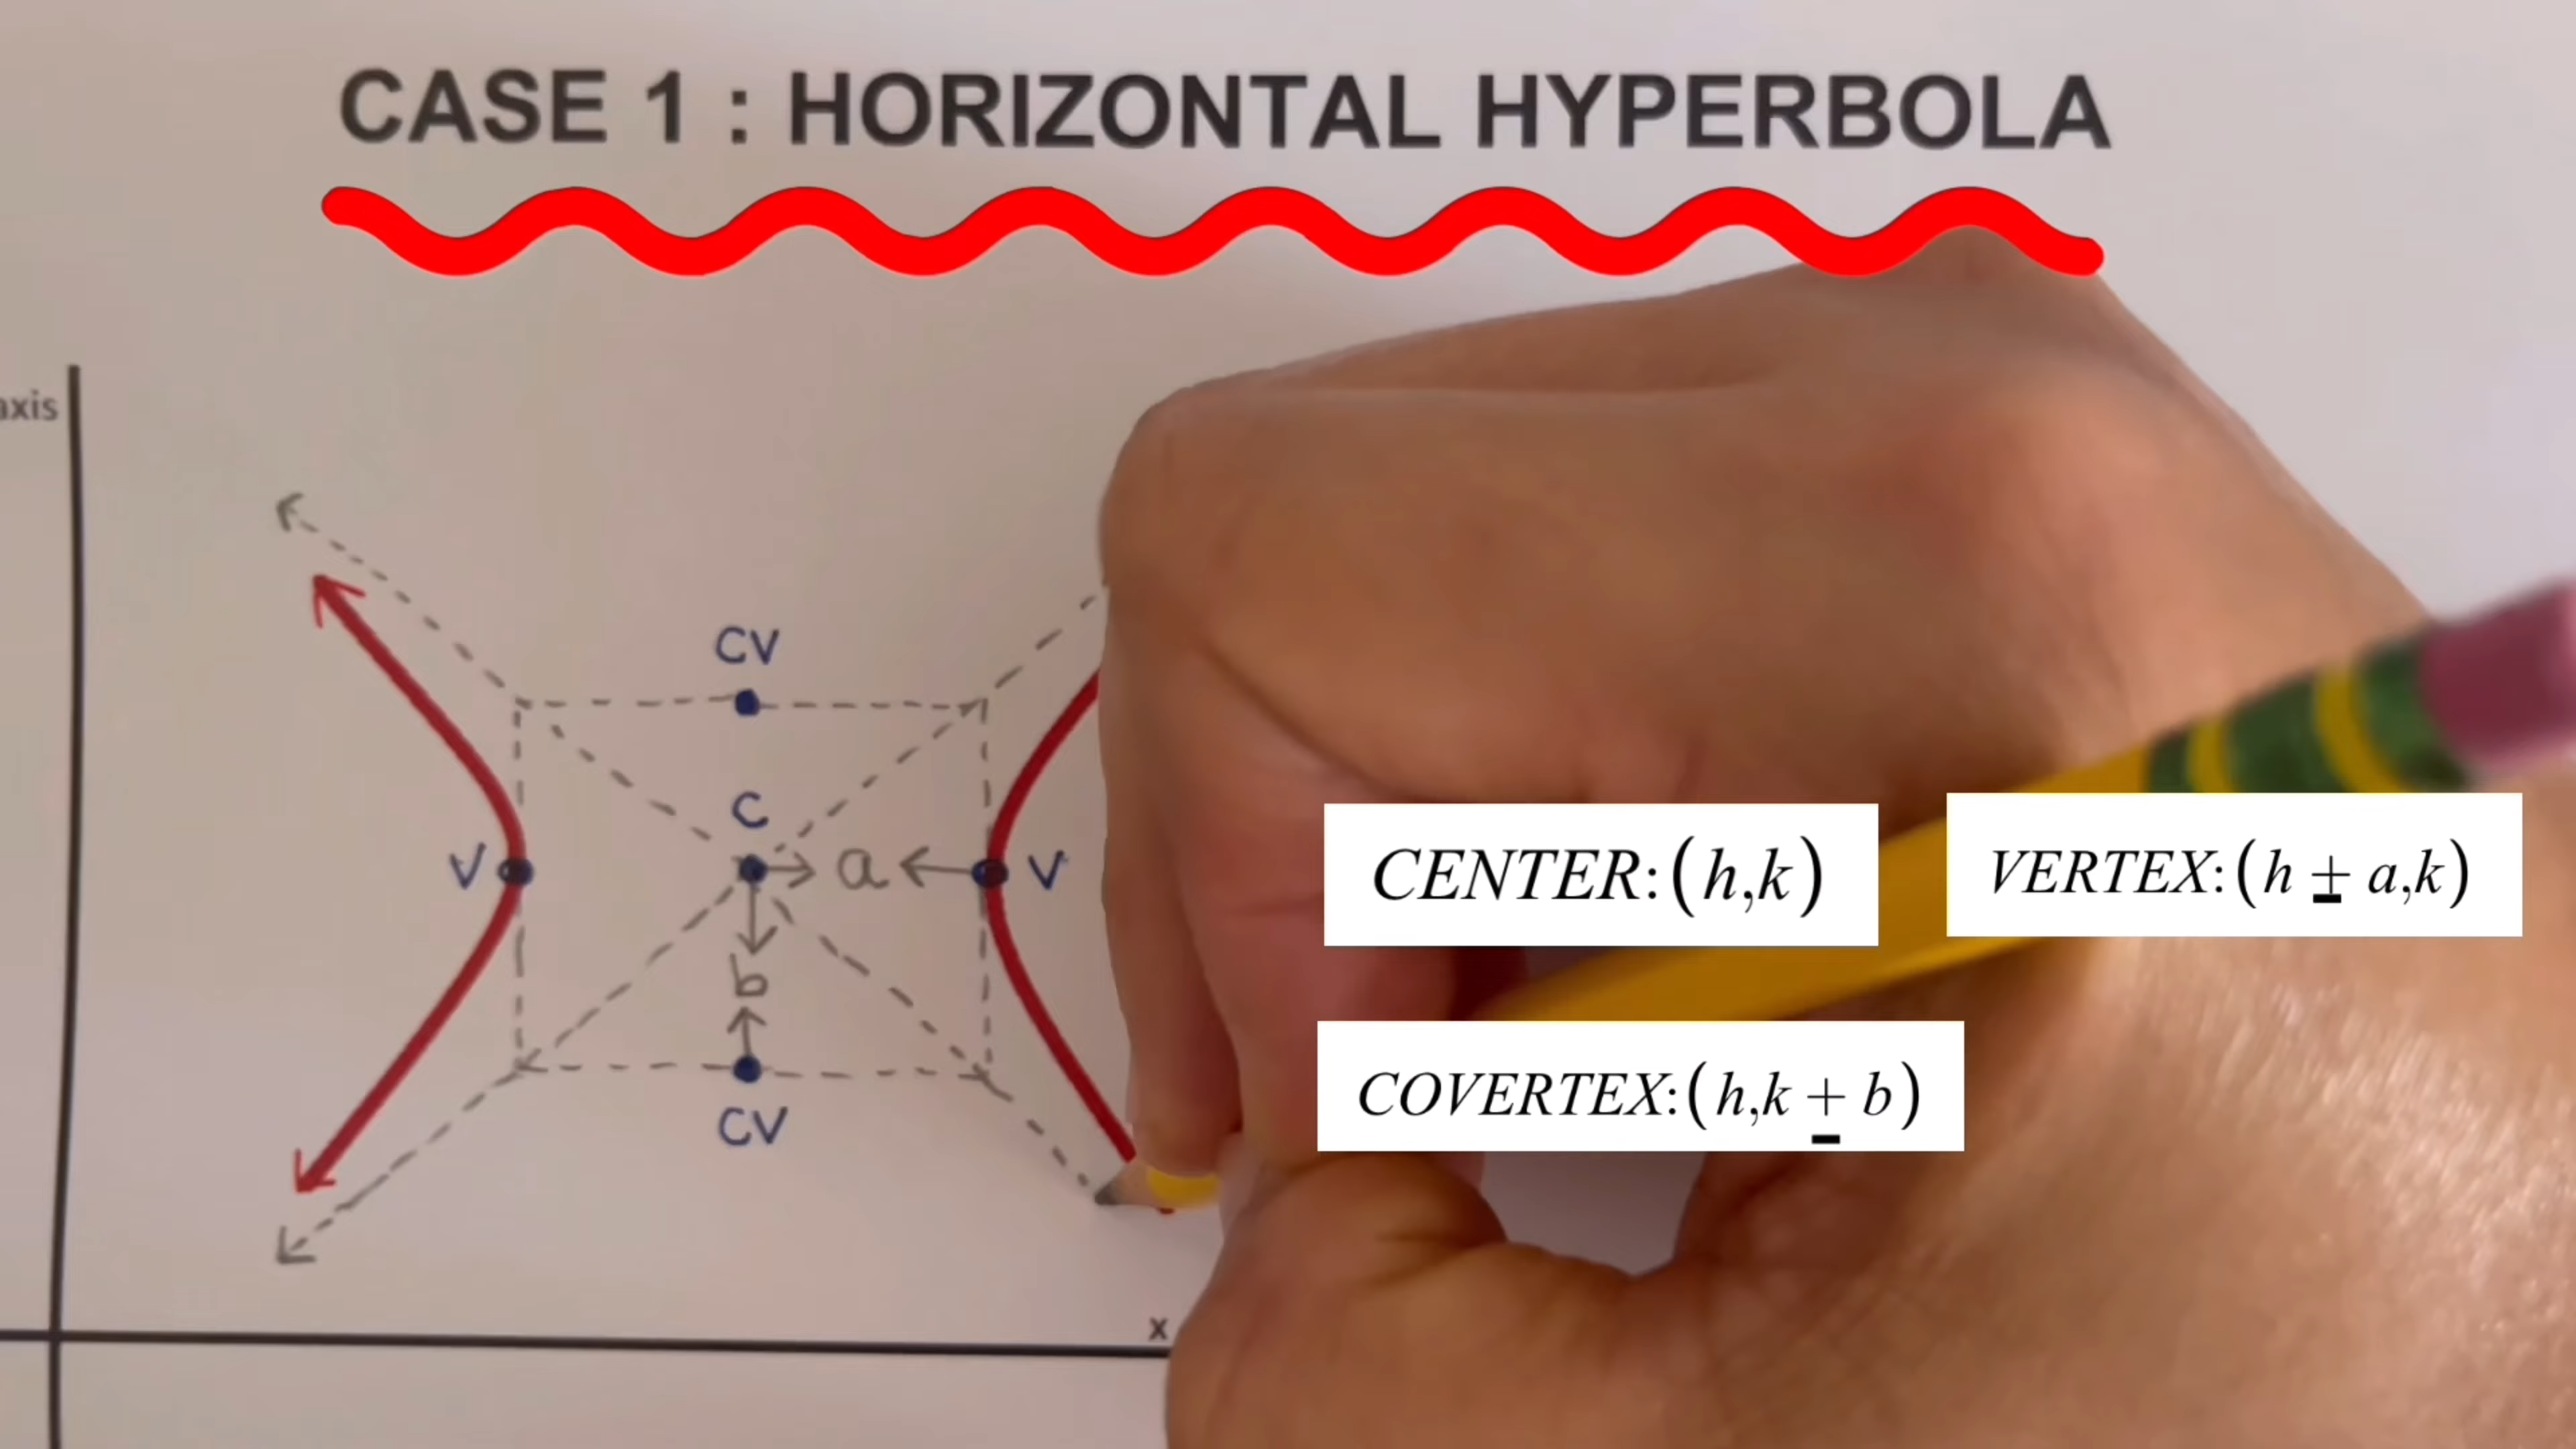 CASE 1 : HORIZONTAL HYPERBOLA
axis
CV
C
V
a
V
b
CV
x
CENTER:(h,k)
VERTEX:(h ± a,k)
COVERTEX:(h,k ± b)